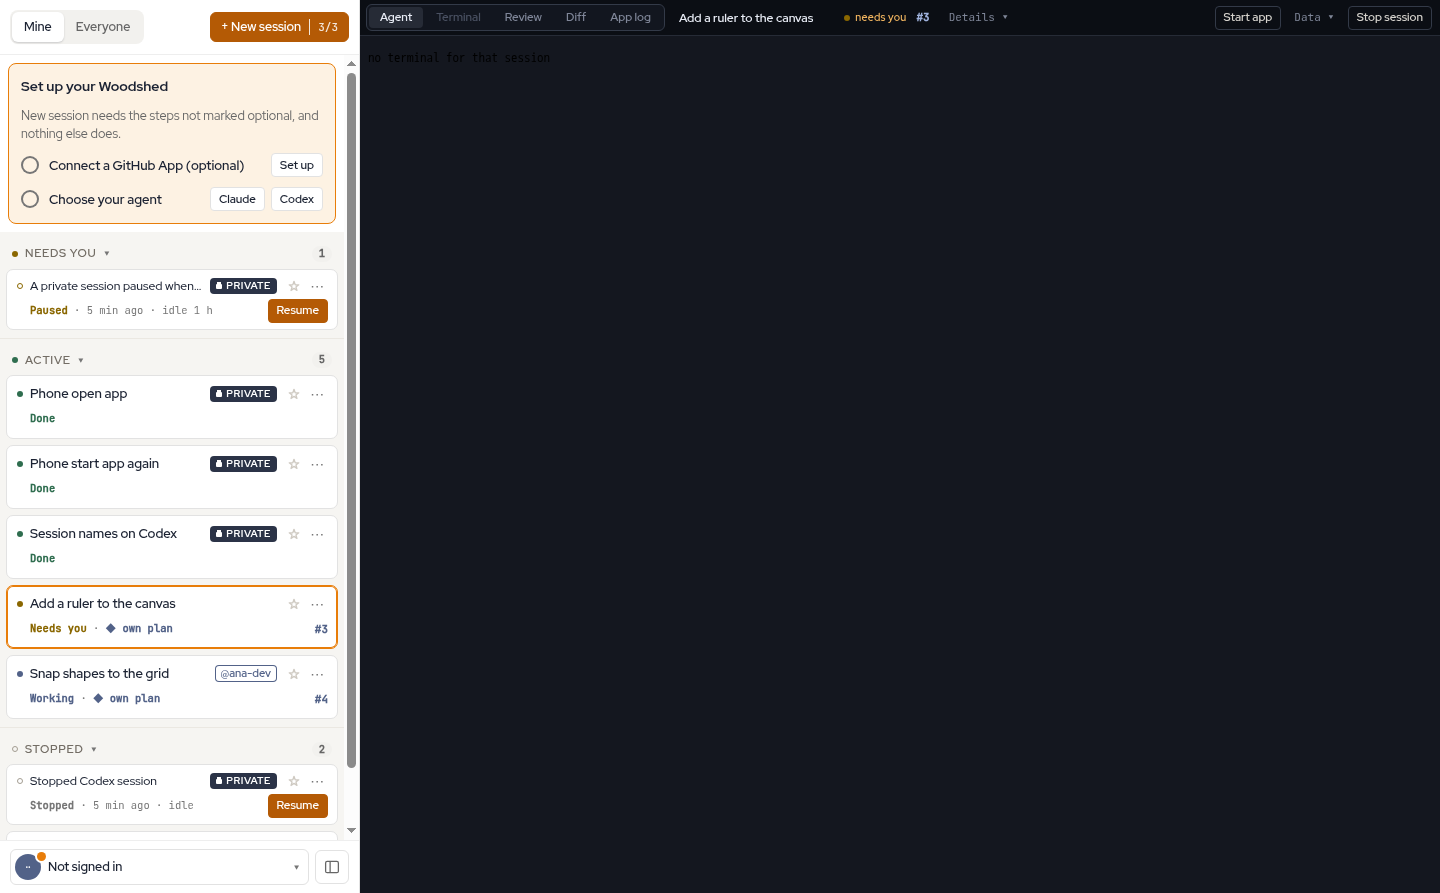 Mine
Everyone
+ New session 3/3
Set up your Woodshed
New session needs the steps not marked optional, and
nothing else does.
Connect a GitHub App (optional)
Set up
Choose your agent
Claude
Codex
NEEDS YOU ▾ 1
A private session paused when...
PRIVATE
Paused · 5 min ago · idle 1 h
Resume
ACTIVE ▾ 5
Phone open app
PRIVATE
Done
Phone start app again
PRIVATE
Done
Session names on Codex
PRIVATE
Done
Add a ruler to the canvas
Needs you · ◆ own plan
#3
Snap shapes to the grid
@ana-dev
Working · ◆ own plan
#4
STOPPED ▾ 2
Stopped Codex session
PRIVATE
Stopped · 5 min ago · idle
Resume
Not signed in
Agent
Terminal
Review
Diff
App log
Add a ruler to the canvas
needs you #3
Details ▾
Start app
Data ▾
Stop session
no terminal for that session